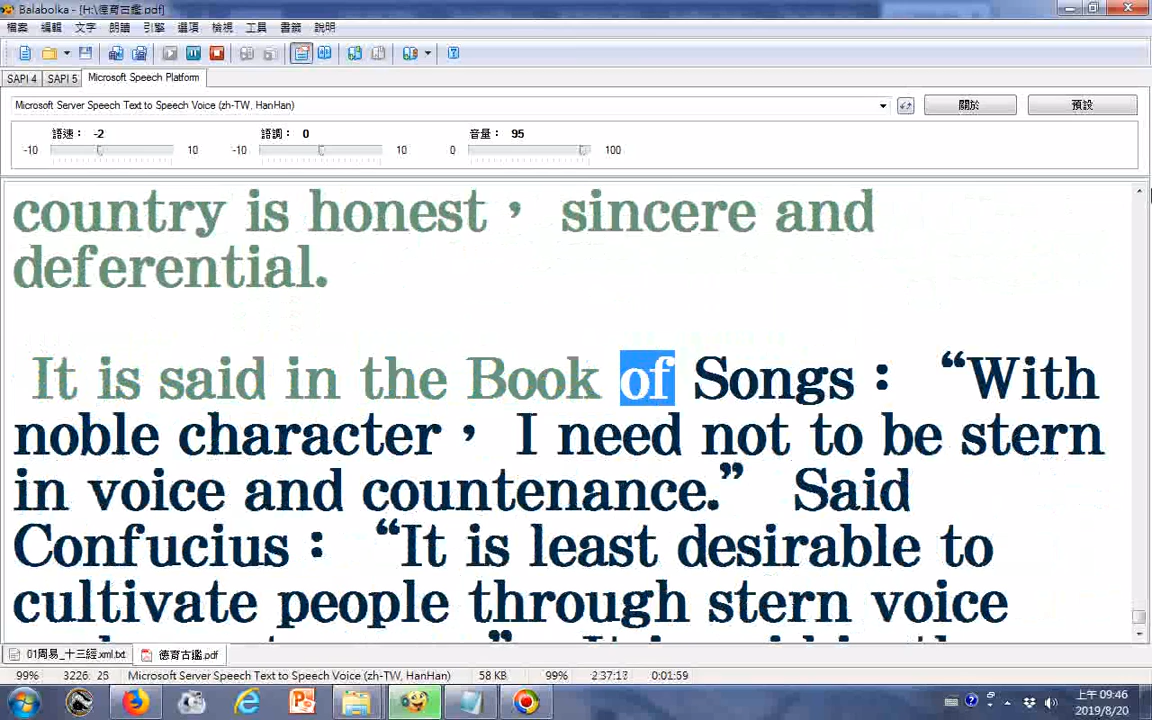 Balabolka - [H:\德育古鑑.pdf]
檔案 編輯 文字 朗讀 引擎 選項 檢視 工具 書籤 說明
SAPI 4 SAPI 5 Microsoft Speech Platform
Microsoft Server Speech Text to Speech Voice (zh-TW, HanHan) 關於 預設
語速： -2 語調： 0 音量： 95
-10 10 -10 10 0 100
country is honest， sincere and
deferential.
It is said in the Book of Songs： “With
noble character， I need not to be stern
in voice and countenance.” Said
Confucius： “It is least desirable to
cultivate people through stern voice
01周易_十三經.xml.txt 德育古鑑.pdf
99% 3226: 25 Microsoft Server Speech Text to Speech Voice (zh-TW, HanHan) 58 KB 99% 2:37:13 0:01:59
上午 09:46
2019/8/20